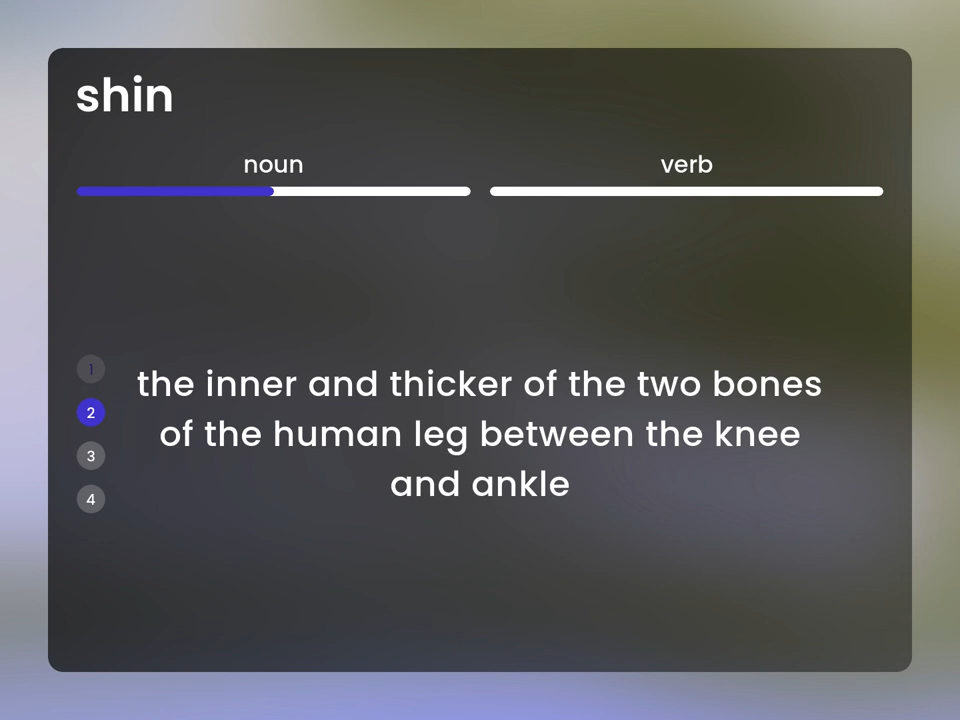 shin
noun
verb
1
2
3
4
the inner and thicker of the two bones
of the human leg between the knee
and ankle